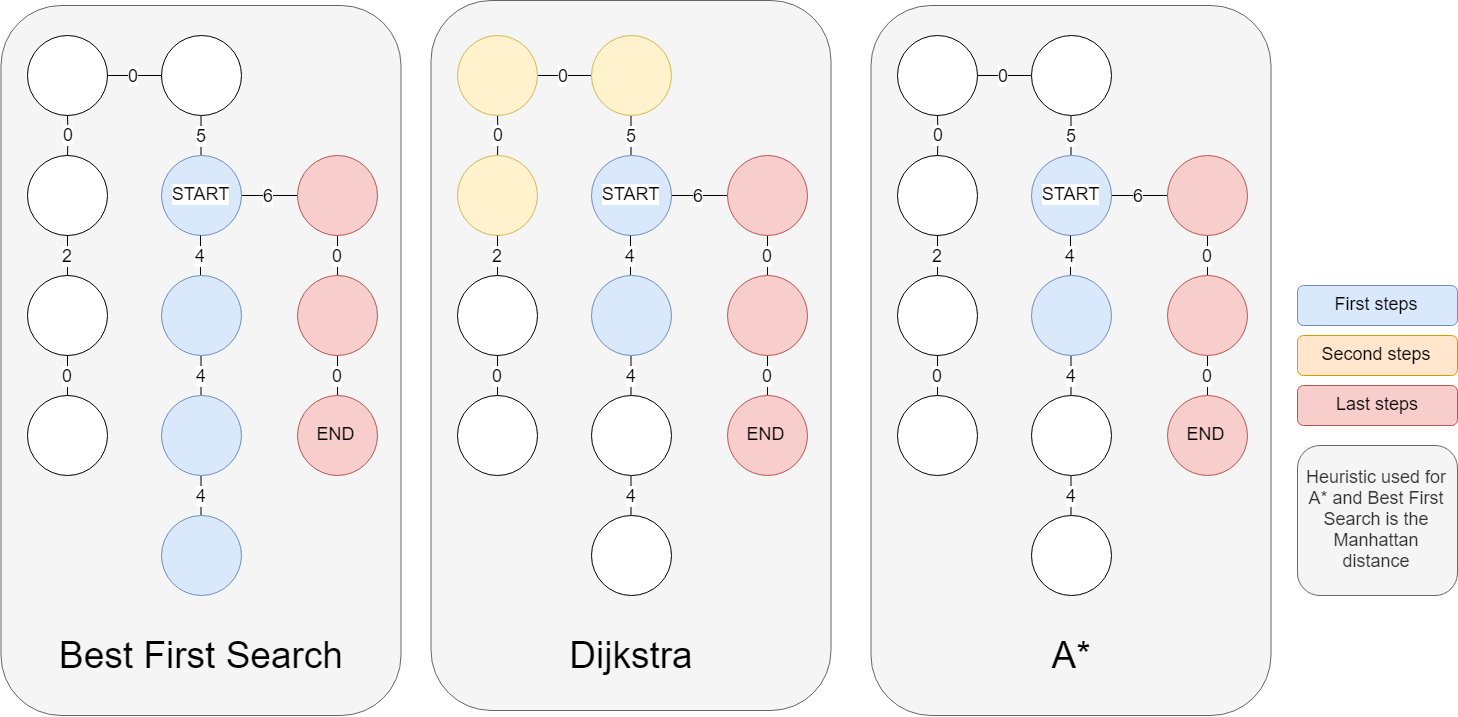 0
0
5
START
6
2
4
0
0
4
0
END
4
Best First Search
0
0
5
START
6
2
4
0
0
4
0
END
4
Dijkstra
0
0
5
START
6
2
4
0
0
4
0
END
4
A*
First steps
Second steps
Last steps
Heuristic used for
A* and Best First
Search is the
Manhattan
distance